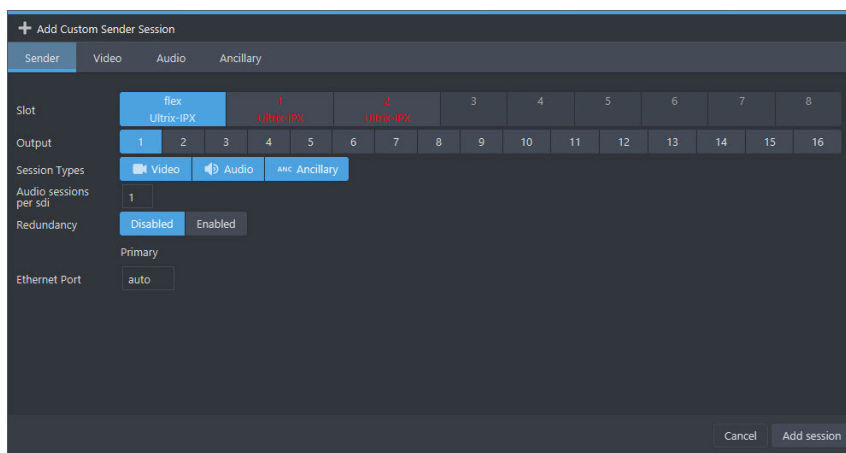 Add Custom Sender Session
Sender Video Audio Ancillary
Slot flex Ultrix-IPX 1 Ultrix-IPX 2 Ultrix-IPX 3 4 5 6 7 8
Output 1 2 3 4 5 6 7 8 9 10 11 12 13 14 15 16
Session Types Video Audio ANC Ancillary
Audio sessions
per sdi 1
Redundancy Disabled Enabled
Primary
Ethernet Port auto
Cancel Add session